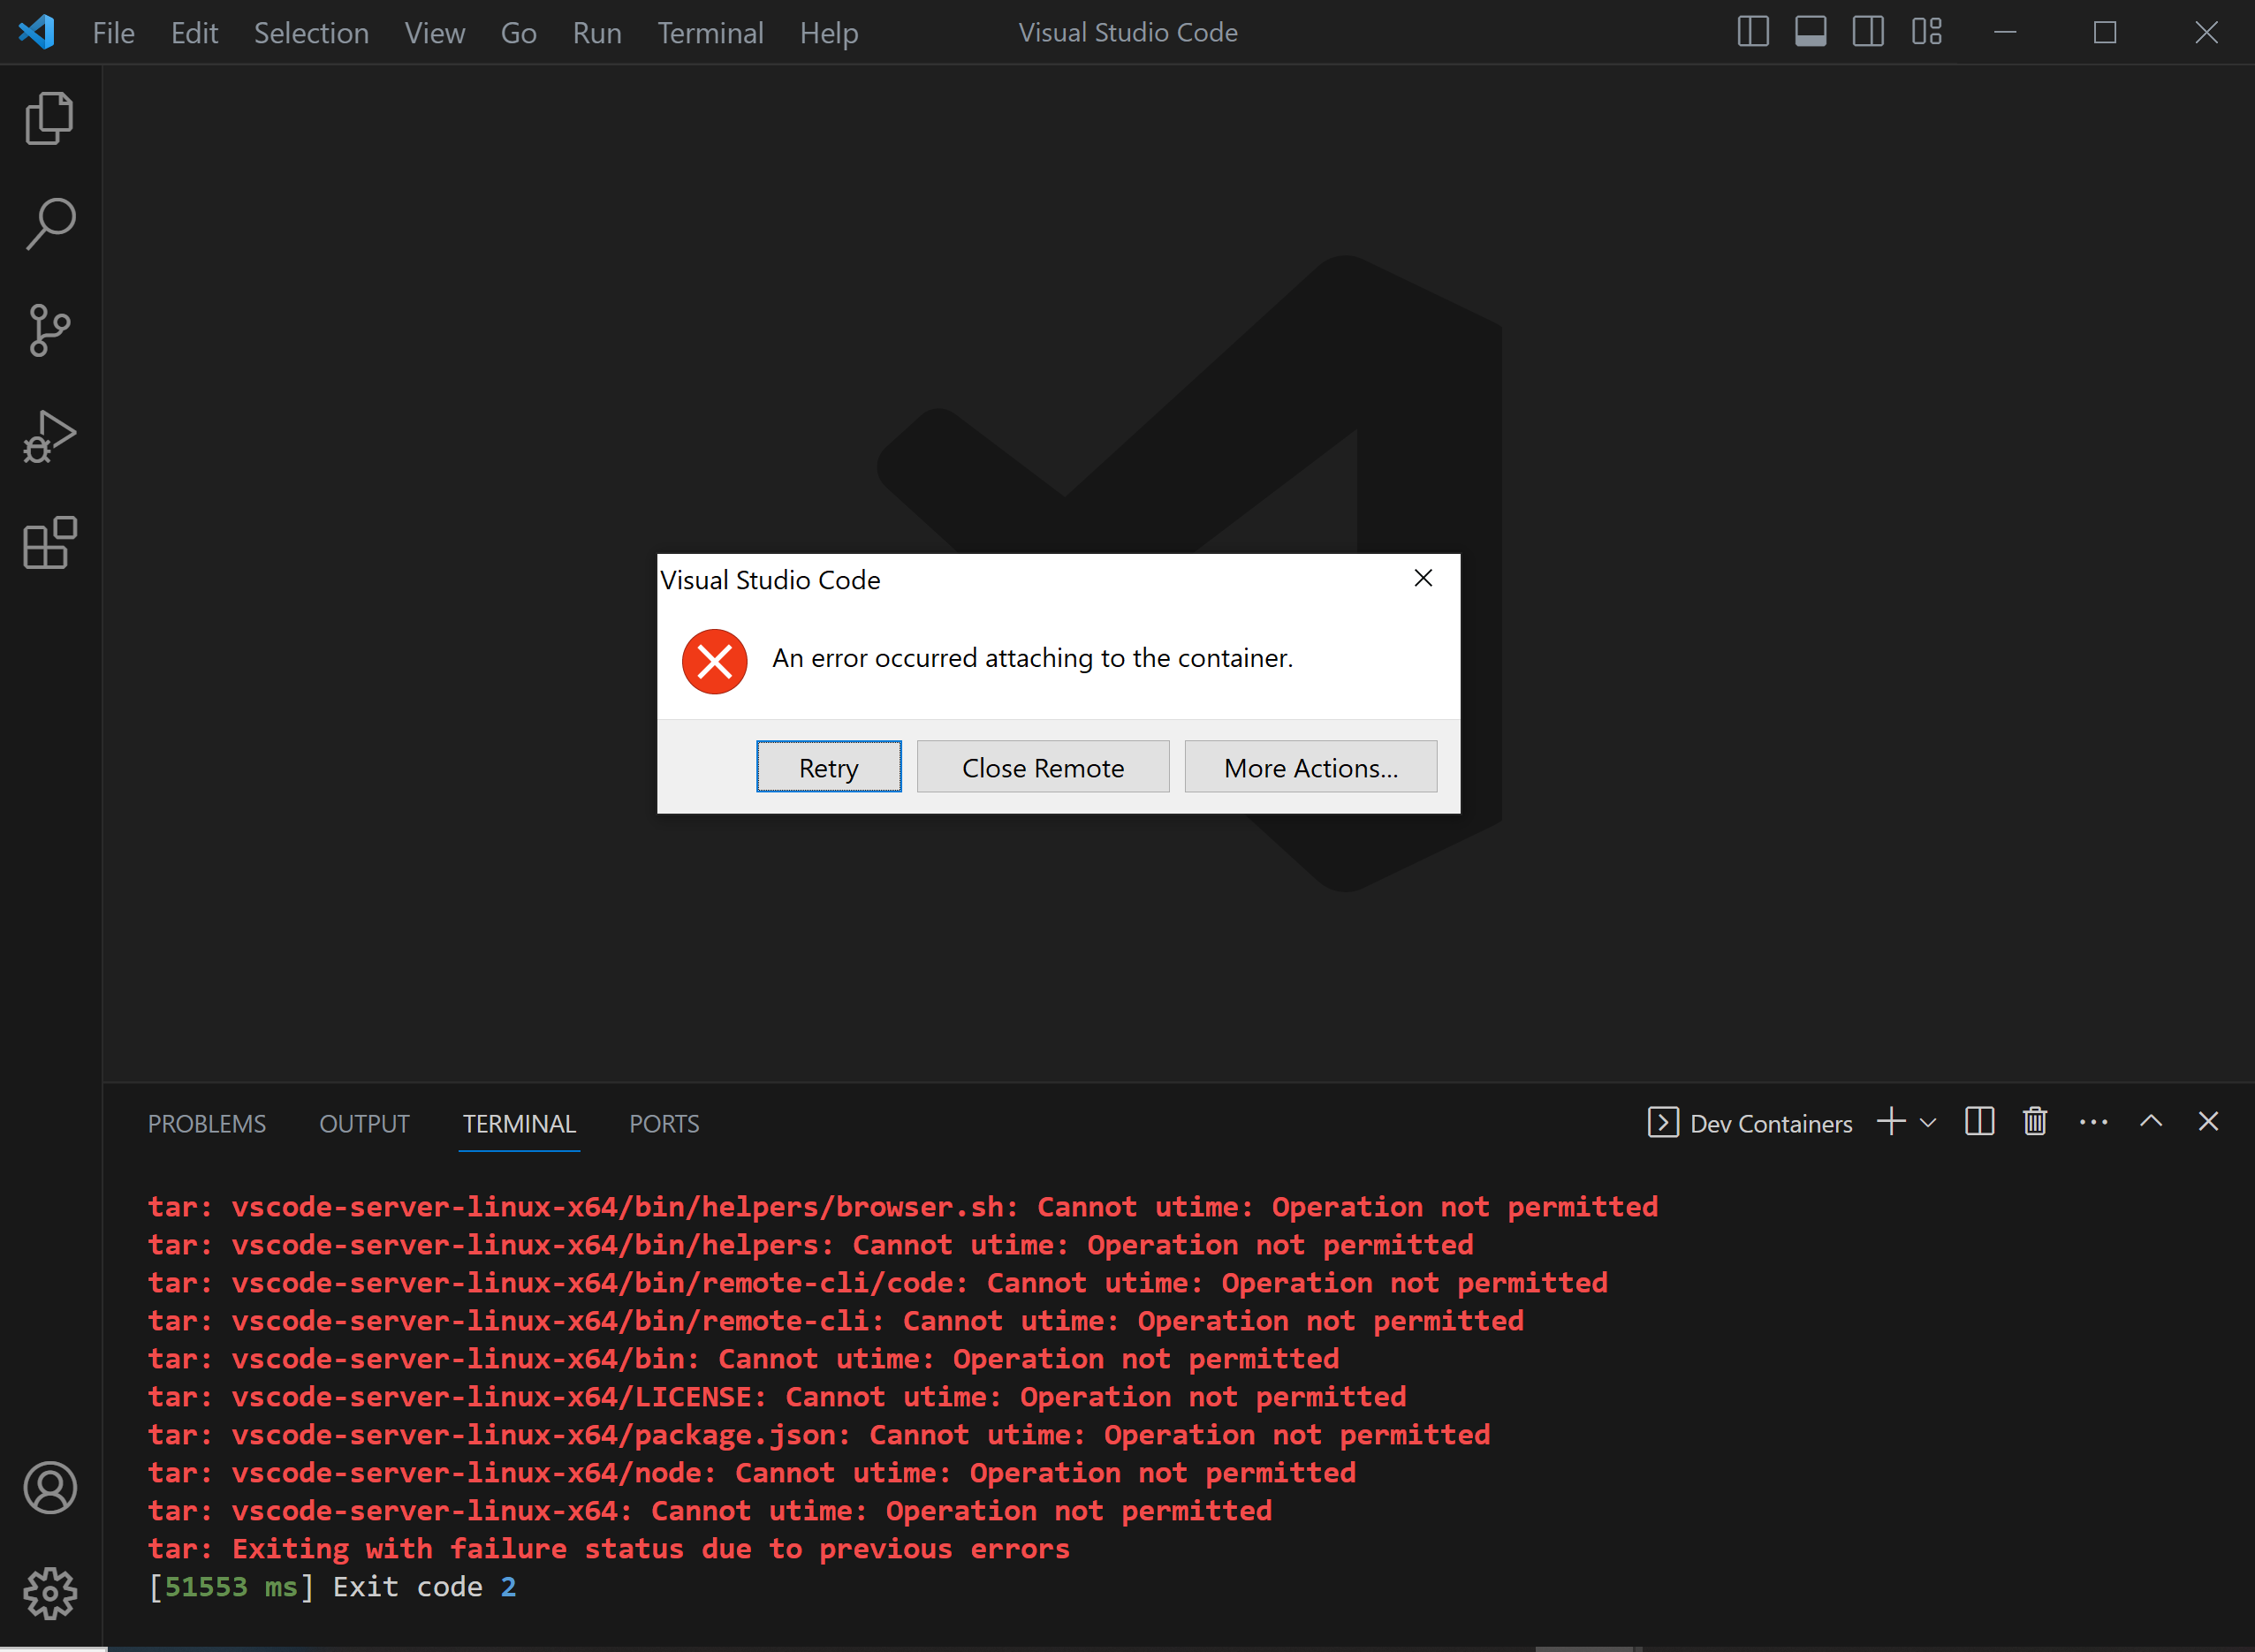 File Edit Selection View Go Run Terminal Help Visual Studio Code
Visual Studio Code
An error occurred attaching to the container.
Retry Close Remote More Actions...
PROBLEMS OUTPUT TERMINAL PORTS Dev Containers
tar: vscode-server-linux-x64/bin/helpers/browser.sh: Cannot utime: Operation not permitted
tar: vscode-server-linux-x64/bin/helpers: Cannot utime: Operation not permitted
tar: vscode-server-linux-x64/bin/remote-cli/code: Cannot utime: Operation not permitted
tar: vscode-server-linux-x64/bin/remote-cli: Cannot utime: Operation not permitted
tar: vscode-server-linux-x64/bin: Cannot utime: Operation not permitted
tar: vscode-server-linux-x64/LICENSE: Cannot utime: Operation not permitted
tar: vscode-server-linux-x64/package.json: Cannot utime: Operation not permitted
tar: vscode-server-linux-x64/node: Cannot utime: Operation not permitted
tar: vscode-server-linux-x64: Cannot utime: Operation not permitted
tar: Exiting with failure status due to previous errors
[51553 ms] Exit code 2